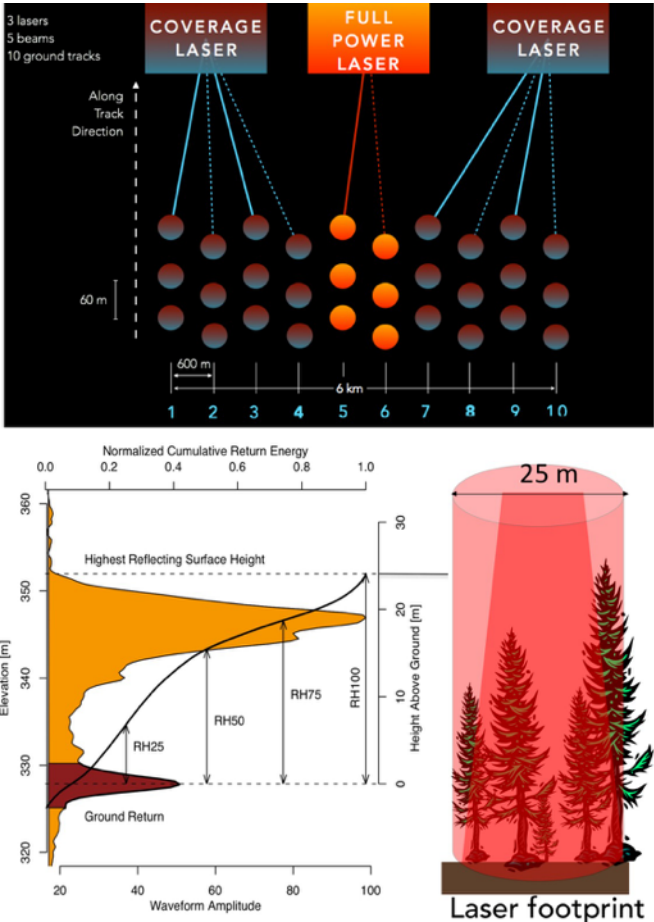 3 lasers
5 beams
10 ground tracks
COVERAGE
LASER
FULL
POWER
LASER
COVERAGE
LASER
Along
Track
Direction
60 m
600 m
6 km
1 2 3 4 5 6 7 8 9 10
Normalized Cumulative Return Energy
0.0 0.2 0.4 0.6 0.8 1.0
Elevation [m]
360
350
340
330
320
Highest Reflecting Surface Height
RH25
RH50
RH75
RH100
Ground Return
Height Above Ground [m]
30
20
10
0
20 40 60 80 100
Waveform Amplitude
25 m
Laser footprint